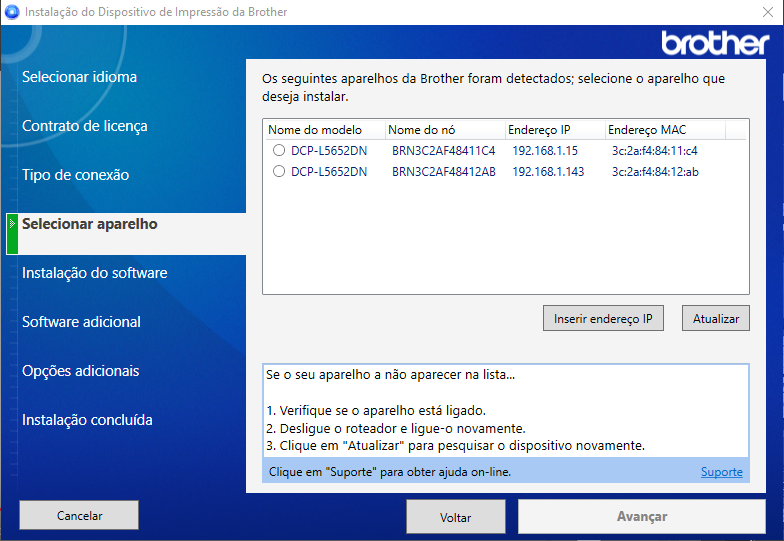 Instalação do Dispositivo de Impressão da Brother
brother
Selecionar idioma
Contrato de licença
Tipo de conexão
Selecionar aparelho
Instalação do software
Software adicional
Opções adicionais
Instalação concluída
Os seguintes aparelhos da Brother foram detectados; selecione o aparelho que
deseja instalar.
Nome do modelo Nome do nó Endereço IP Endereço MAC
DCP-L5652DN BRN3C2AF48411C4 192.168.1.15 3c:2a:f4:84:11:c4
DCP-L5652DN BRN3C2AF48412AB 192.168.1.143 3c:2a:f4:84:12:ab
Inserir endereço IP Atualizar
Se o seu aparelho a não aparecer na lista...
1. Verifique se o aparelho está ligado.
2. Desligue o roteador e ligue-o novamente.
3. Clique em "Atualizar" para pesquisar o dispositivo novamente.
Clique em "Suporte" para obter ajuda on-line. Suporte
Cancelar Voltar Avançar